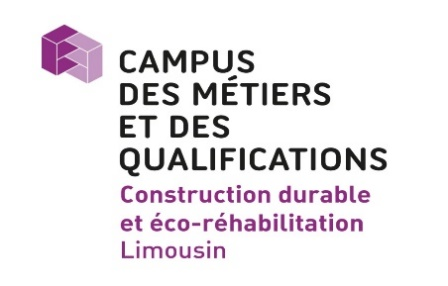 CAMPUS
DES MÉTIERS
ET DES
QUALIFICATIONS
Construction durable
et éco-réhabilitation
Limousin